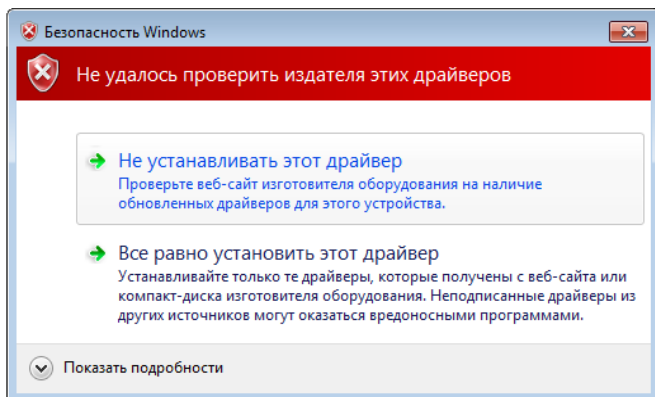 Безопасность Windows
Не удалось проверить издателя этих драйверов
Не устанавливать этот драйвер
Проверьте веб-сайт изготовителя оборудования на наличие
обновленных драйверов для этого устройства.
Все равно установить этот драйвер
Устанавливайте только те драйверы, которые получены с веб-сайта или
компакт-диска изготовителя оборудования. Неподписанные драйверы из
других источников могут оказаться вредоносными программами.
Показать подробности